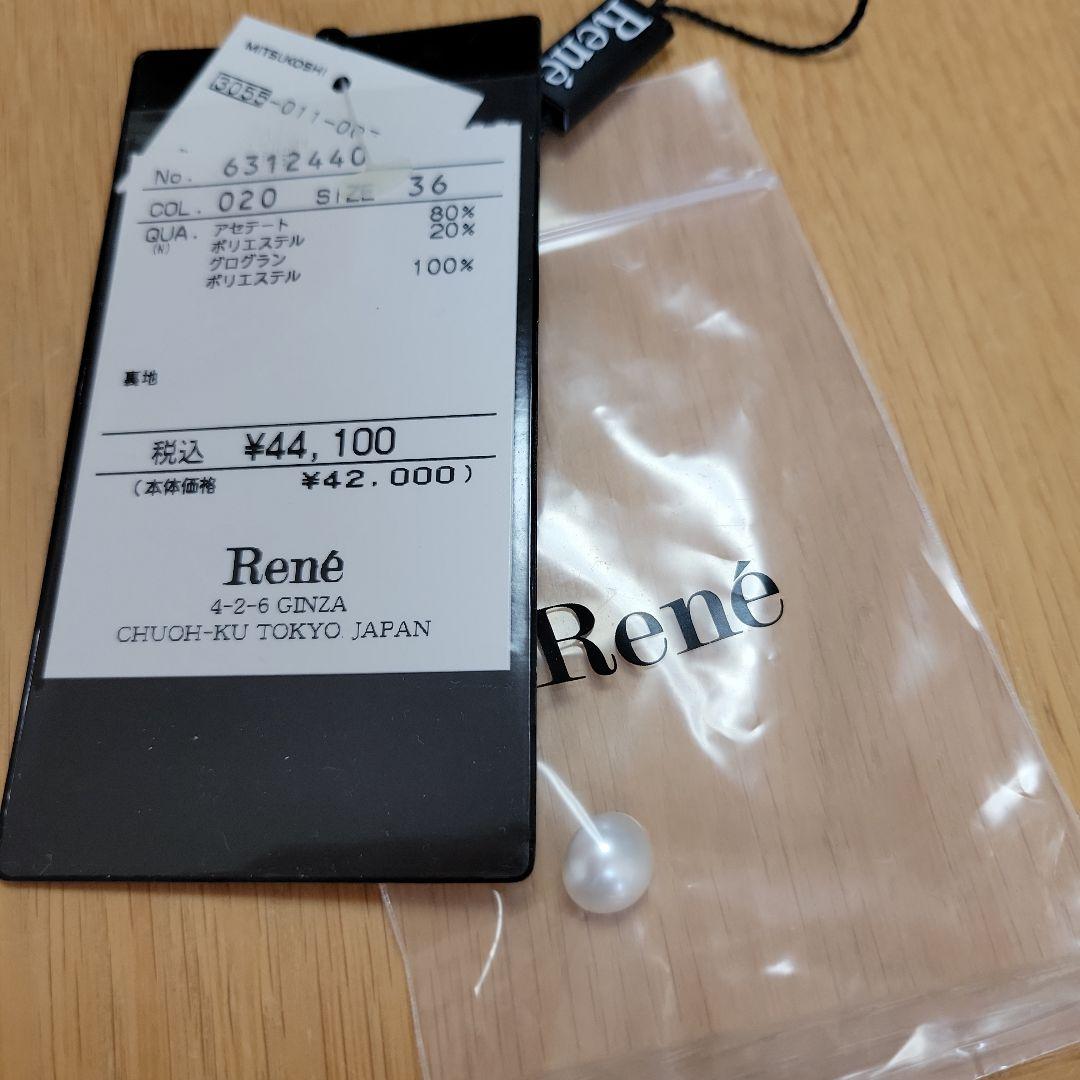 René
MITSUKOSHI
3055-011-00
No. 6312440
COL. 020 SIZE 36
QUA. アセテート 80%
(N) ポリエステル 20%
グログラン
ポリエステル 100%
裏地
税込 ¥44,100
(本体価格 ¥42,000)
René
4-2-6 GINZA
CHUOH-KU TOKYO. JAPAN
René